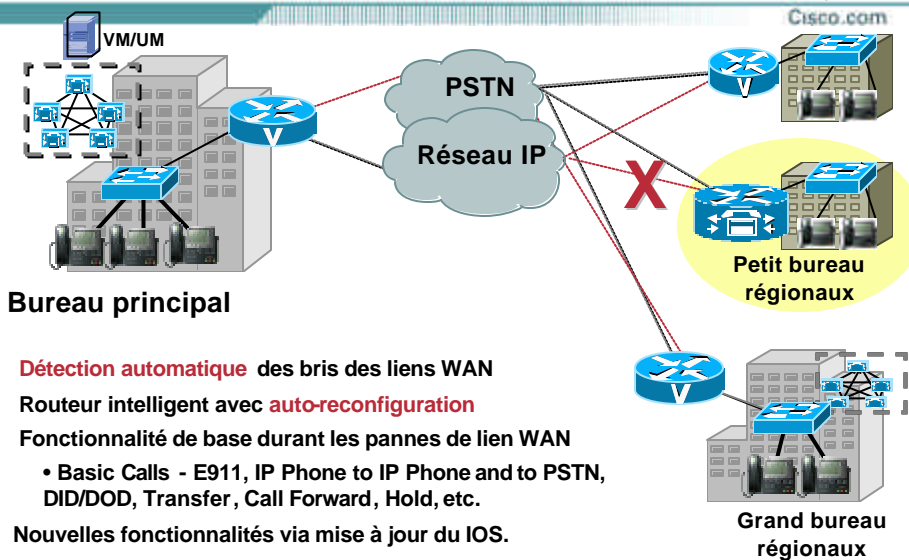 Cisco.com
VM/UM
PSTN
V
V
Réseau IP
X
Petit bureau
régionaux
Bureau principal
V
Détection automatique des bris des liens WAN
Routeur intelligent avec auto-reconfiguration
Fonctionnalité de base durant les pannes de lien WAN
• Basic Calls - E911, IP Phone to IP Phone and to PSTN,
DID/DOD, Transfer, Call Forward, Hold, etc.
Nouvelles fonctionnalités via mise à jour du IOS.
Grand bureau
régionaux